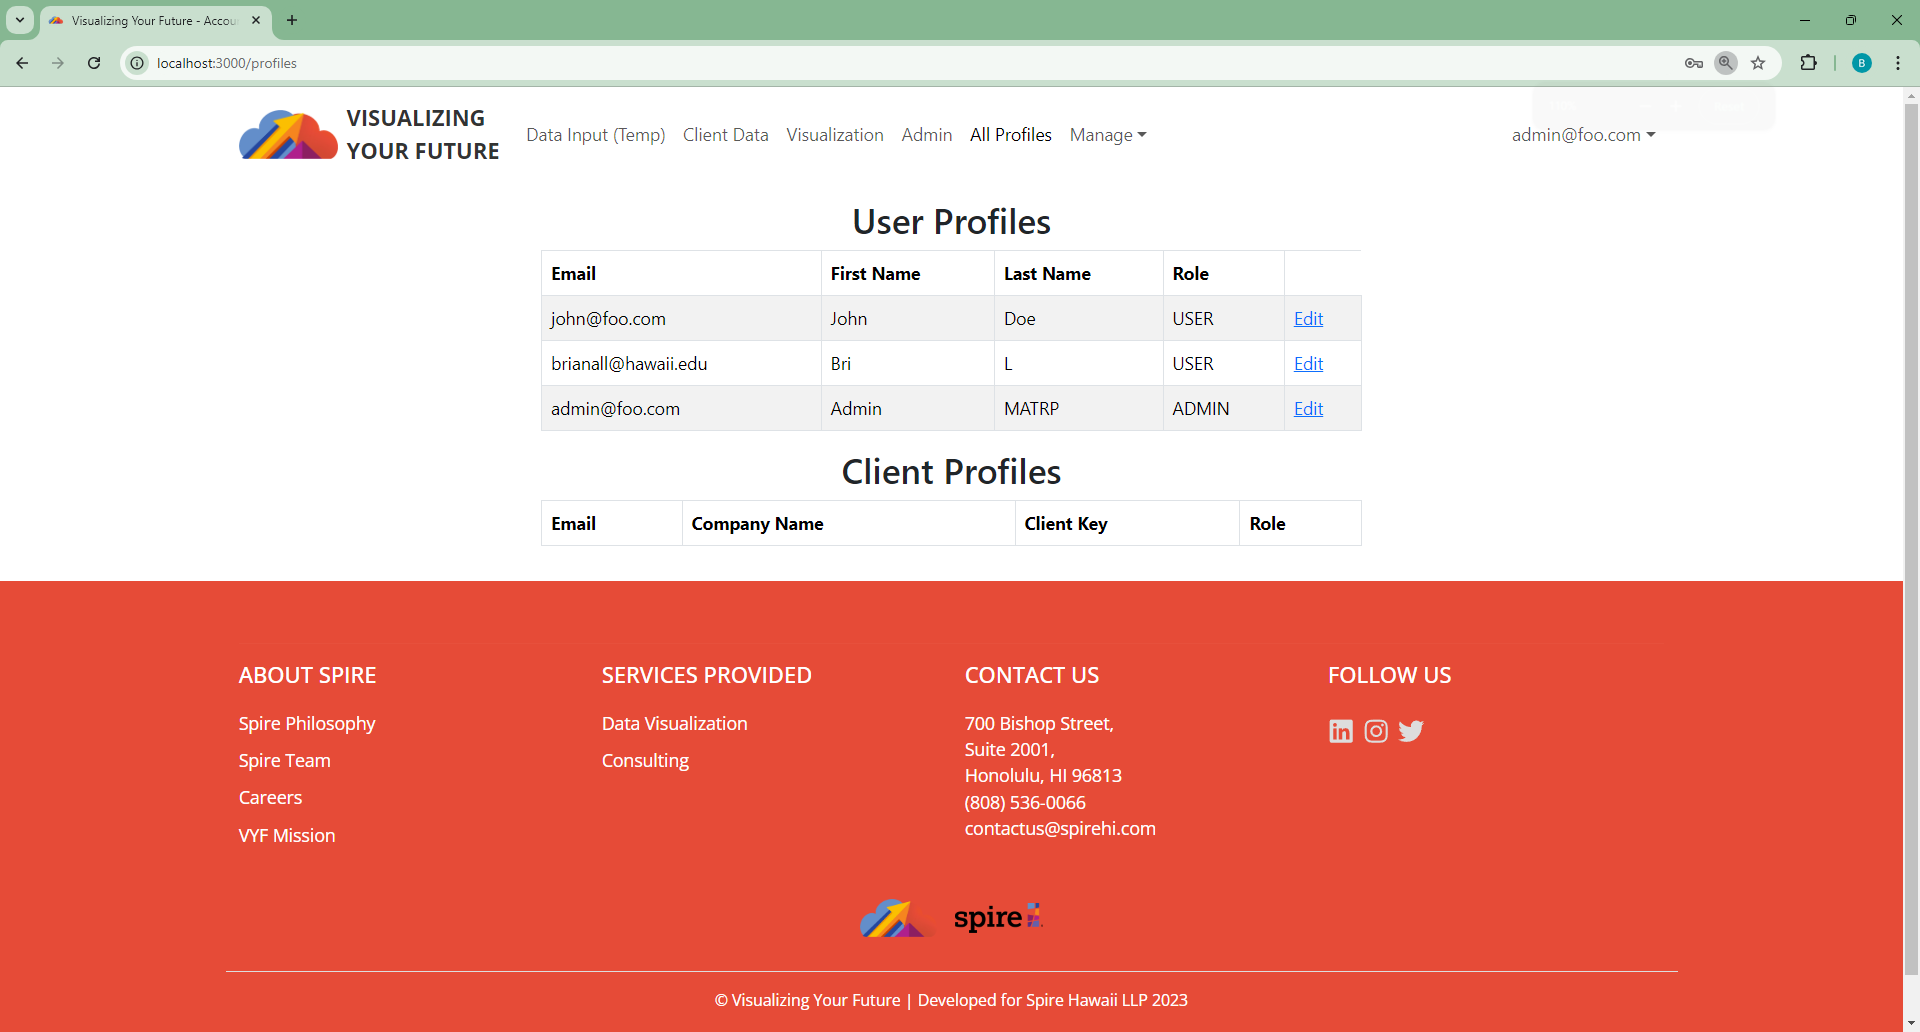 Visualizing Your Future - Accou
localhost:3000/profiles
B
VISUALIZING
YOUR FUTURE
Data Input (Temp) Client Data Visualization Admin All Profiles Manage
admin@foo.com
User Profiles
Email First Name Last Name Role
john@foo.com John Doe USER Edit
brianall@hawaii.edu Bri L USER Edit
admin@foo.com Admin MATRP ADMIN Edit
Client Profiles
Email Company Name Client Key Role
ABOUT SPIRE
Spire Philosophy
Spire Team
Careers
VYF Mission
SERVICES PROVIDED
Data Visualization
Consulting
CONTACT US
700 Bishop Street,
Suite 2001,
Honolulu, HI 96813
(808) 536-0066
contactus@spirehi.com
FOLLOW US
in
spire
© Visualizing Your Future | Developed for Spire Hawaii LLP 2023